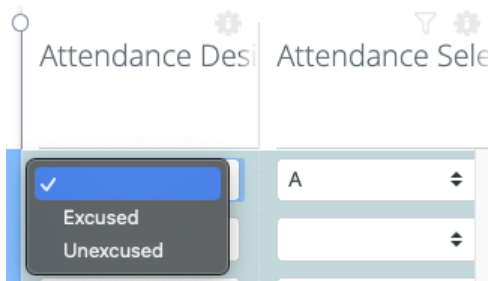 Attendance Desi
Attendance Sele
A
Excused
Unexcused